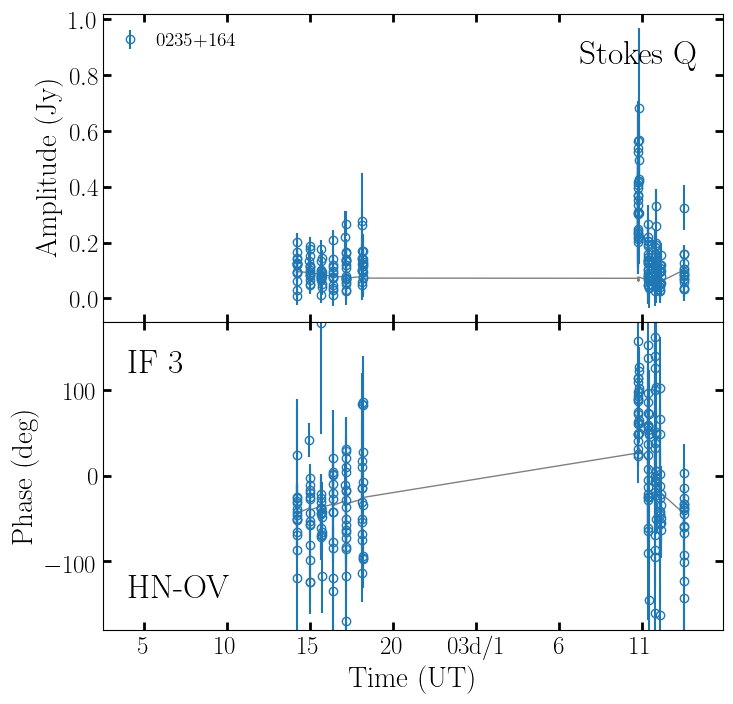 1.0
0235+164
Stokes Q
0.8
0.6
0.4
0.2
0.0
Amplitude (Jy)
IF 3
100
0
−100
Phase (deg)
HN-OV
5 10 15 20 03d/1 6 11
Time (UT)